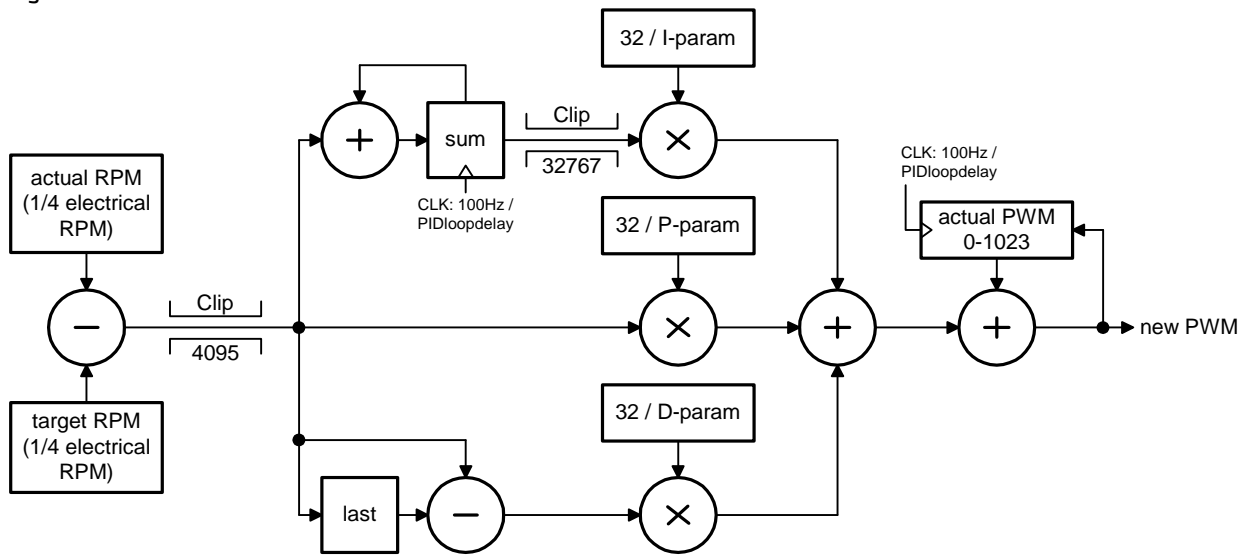 32 / I-param
Clip
sum
32767
CLK: 100Hz /
PIDloopdelay
actual RPM
(1/4 electrical
RPM)
CLK: 100Hz /
PIDloopdelay
32 / P-param
actual PWM
0-1023
Clip
4095
new PWM
target RPM
(1/4 electrical
RPM)
32 / D-param
last